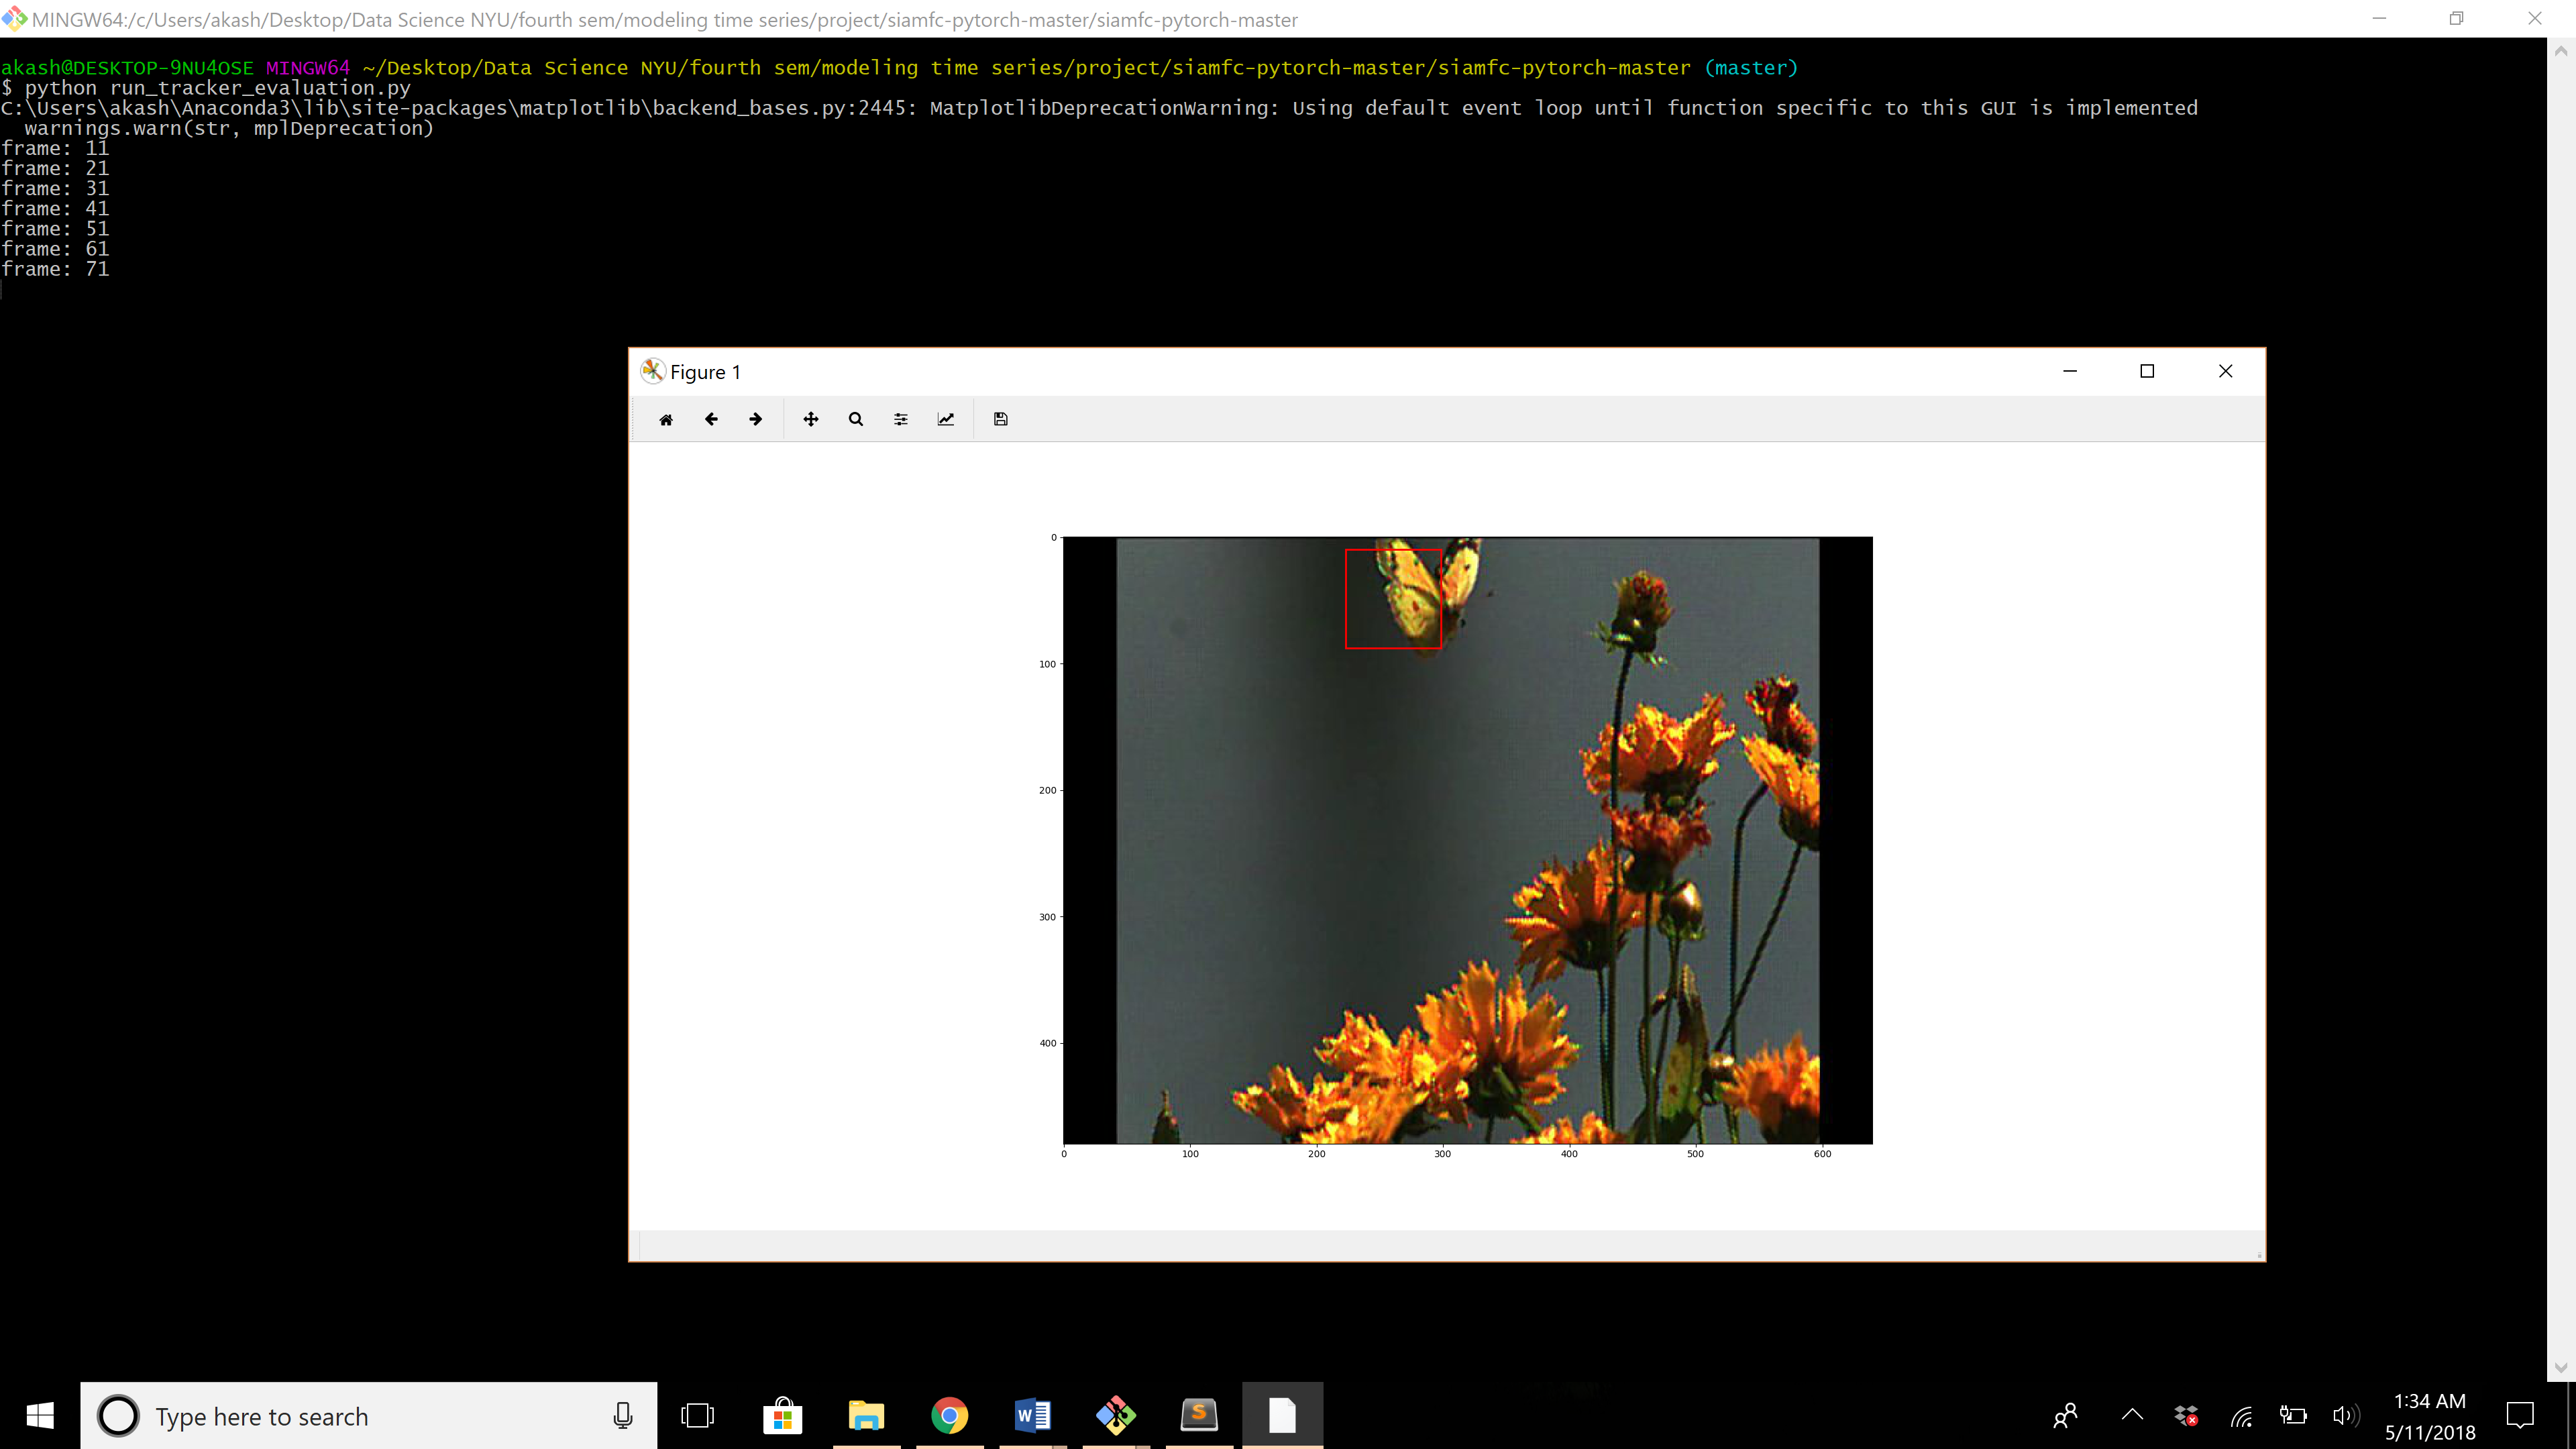 MINGW64:/c/Users/akash/Desktop/Data Science NYU/fourth sem/modeling time series/project/siamfc-pytorch-master/siamfc-pytorch-master
akash@DESKTOP-9NU4OSE MINGW64 ~/Desktop/Data Science NYU/fourth sem/modeling time series/project/siamfc-pytorch-master/siamfc-pytorch-master (master)
$ python run_tracker_evaluation.py
C:\Users\akash\Anaconda3\lib\site-packages\matplotlib\backend_bases.py:2445: MatplotlibDeprecationWarning: Using default event loop until function specific to this GUI is implemented
warnings.warn(str, mplDeprecation)
frame: 11
frame: 21
frame: 31
frame: 41
frame: 51
frame: 61
frame: 71
Figure 1
0
100
200
300
400
0 100 200 300 400 500 600
Type here to search
W
S
1:34 AM
5/11/2018